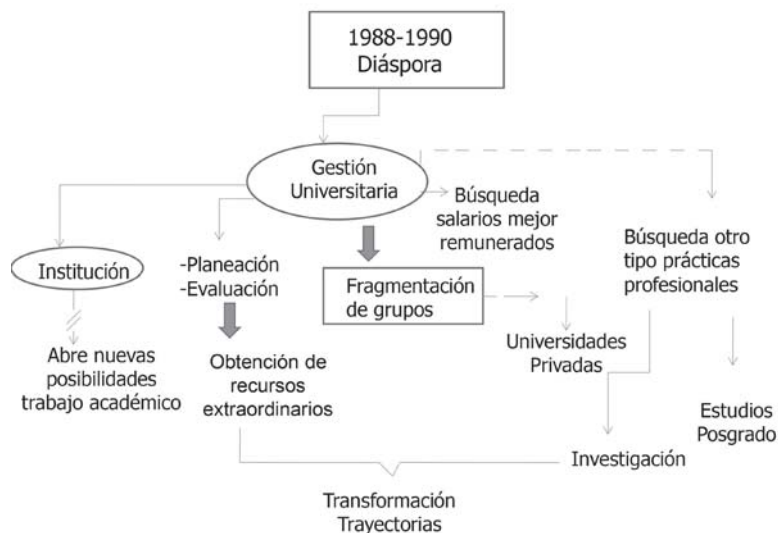 1988-1990
Diáspora
Gestión
Universitaria
Búsqueda
salarios mejor
remunerados
Búsqueda otro
tipo prácticas
profesionales
Institución
-Planeación
-Evaluación
Fragmentación
de grupos
Universidades
Privadas
Abre nuevas
posibilidades
trabajo académico
Obtención de
recursos
extraordinarios
Estudios
Posgrado
Investigación
Transformación
Trayectorias